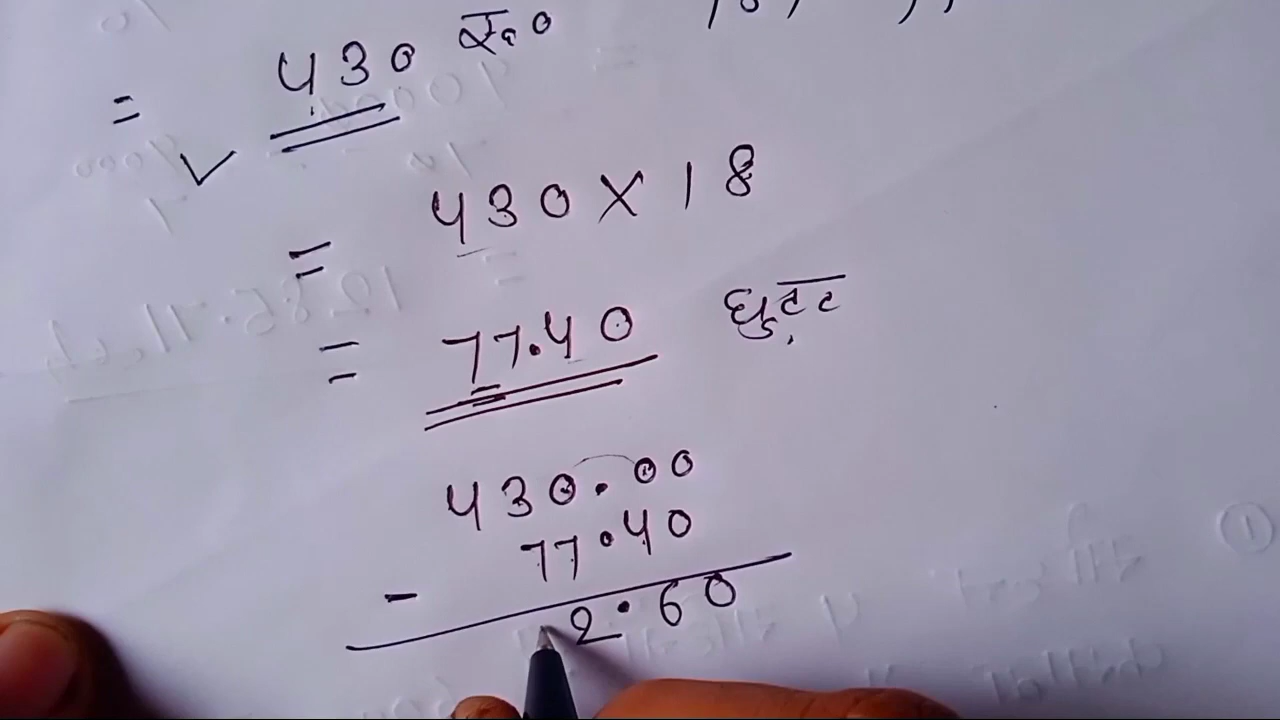 = 430 रु०
= 430 X 18
= 77.40 छुट
430.00
- 77.40
2.60